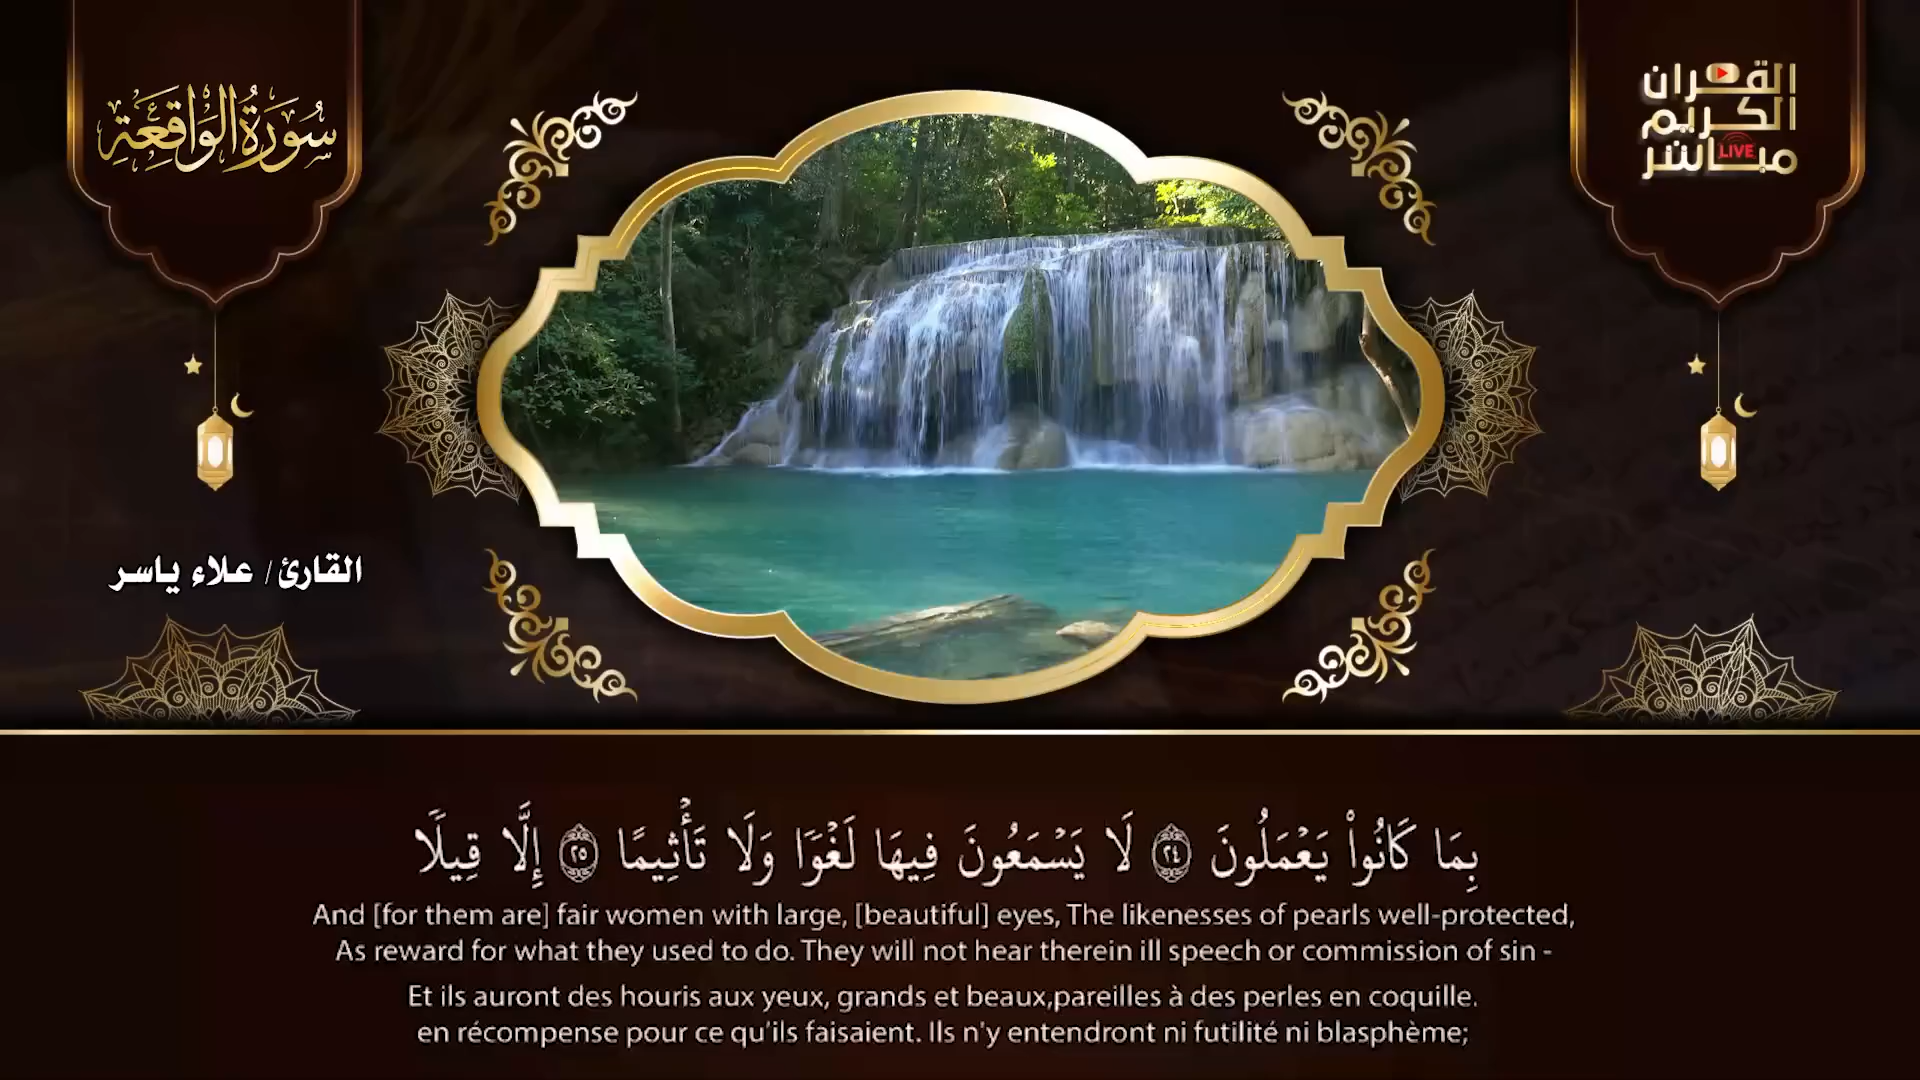 سُورَةُ الْوَاقِعَةِ
القرآن
الكريم
مباشر
LIVE
القارئ / علاء ياسر
بِمَا كَانُوا۟ يَعْمَلُونَ ٢٤ لَا يَسْمَعُونَ فِيهَا لَغْوًا وَلَا تَأْثِيمًا ٢٥ إِلَّا قِيلًا
And [for them are] fair women with large, [beautiful] eyes, The likenesses of pearls well-protected,
As reward for what they used to do. They will not hear therein ill speech or commission of sin -
Et ils auront des houris aux yeux, grands et beaux,pareilles à des perles en coquille.
en récompense pour ce qu'ils faisaient. Ils n'y entendront ni futilité ni blasphème;